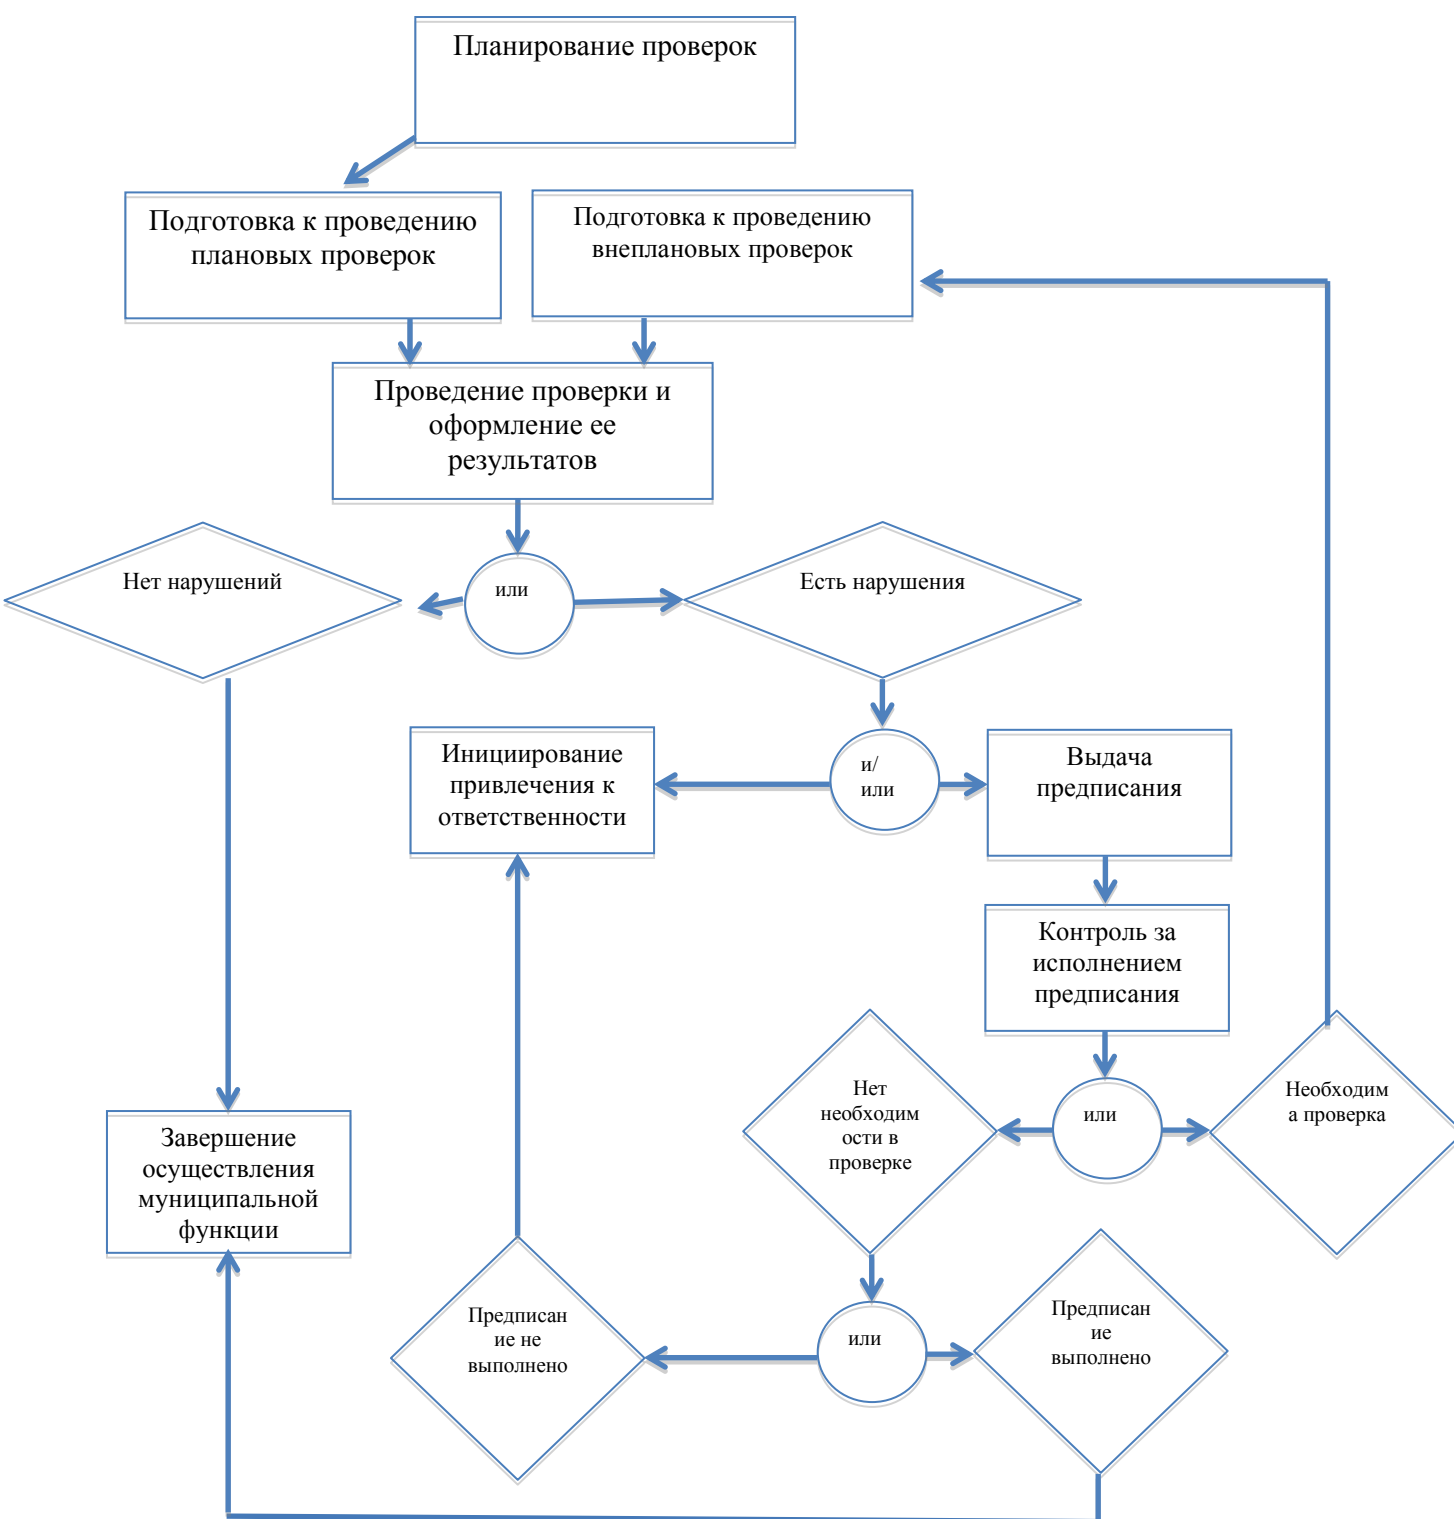 Планирование проверок
Подготовка к проведению
плановых проверок
Подготовка к проведению
внеплановых проверок
Проведение проверки и
оформление ее
результатов
Нет нарушений
или
Есть нарушения
Инициирование
привлечения к
ответственности
и/
или
Выдача
предписания
Контроль за
исполнением
предписания
Нет
необходим
ости в
проверке
или
Необходим
а проверка
Завершение
осуществления
муниципальной
функции
Предписан
ие не
выполнено
или
Предписан
ие
выполнено